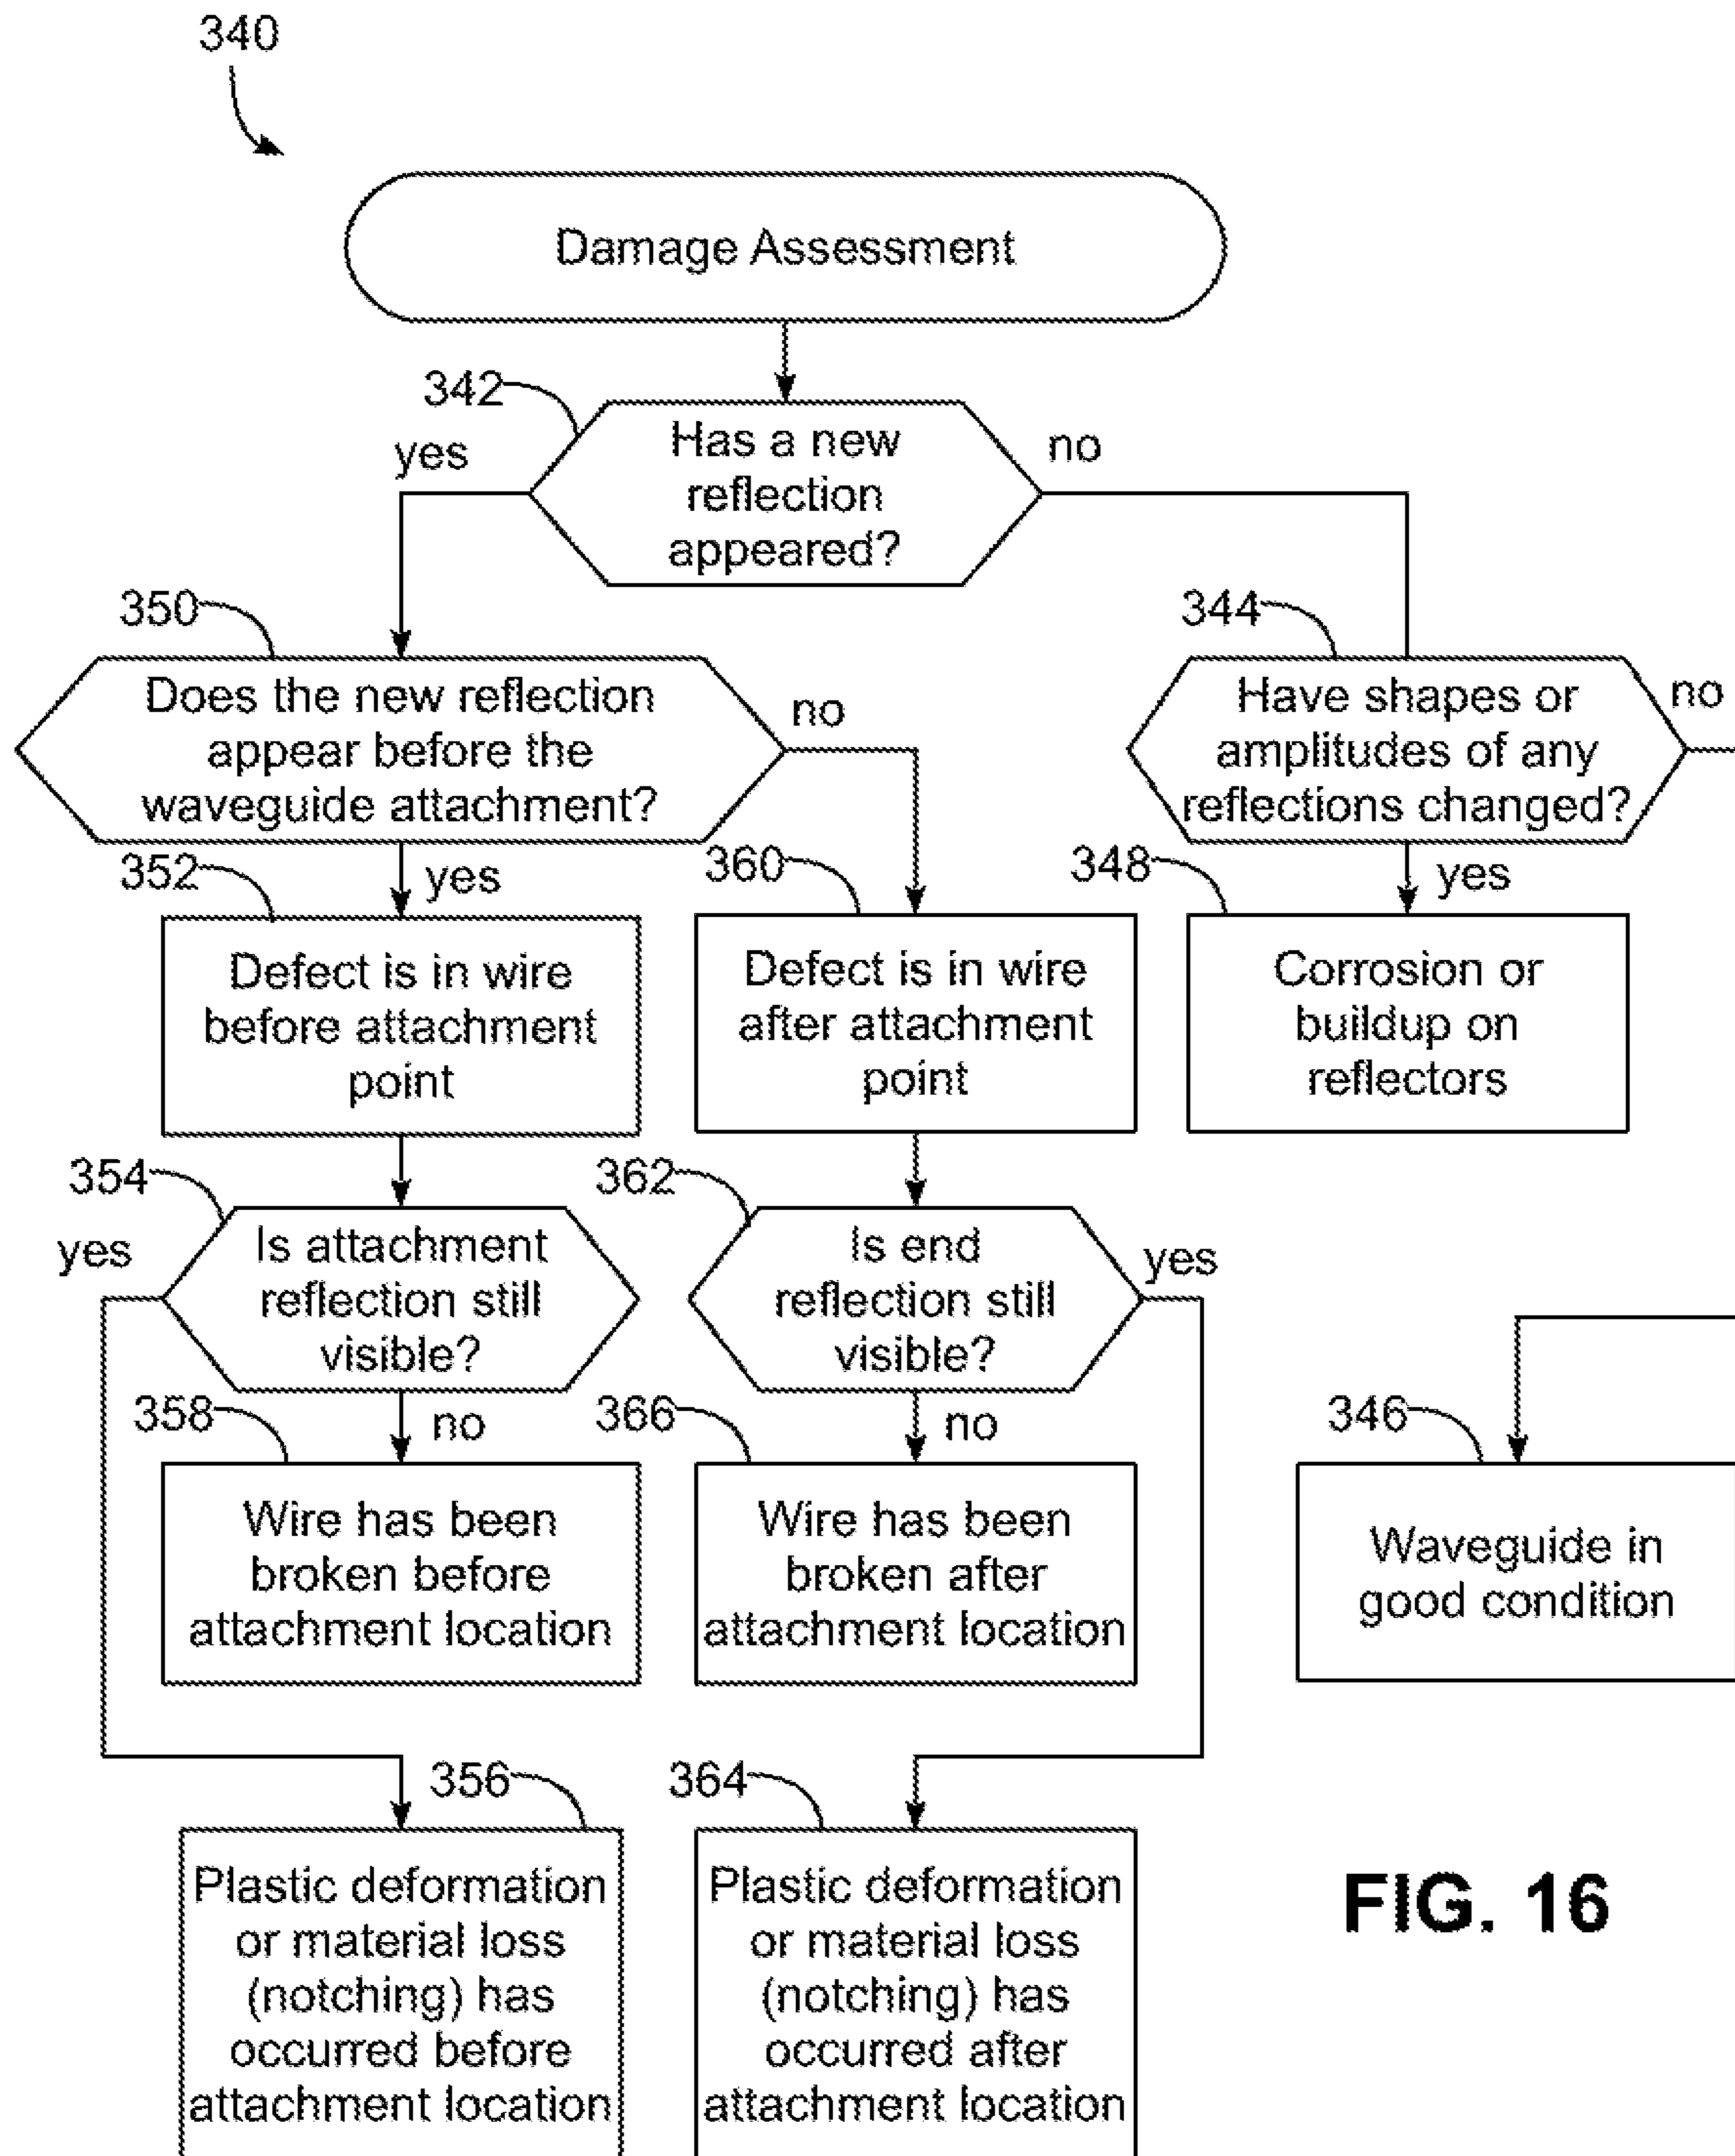 340
Damage Assessment
342
yes
Has a new
reflection
appeared?
no
350
Does the new reflection
appear before the
waveguide attachment?
no
344
Have shapes or
amplitudes of any
reflections changed?
no
352
yes
360
348
yes
Defect is in wire
before attachment
point
Defect is in wire
after attachment
point
Corrosion or
buildup on
reflectors
354
yes
Is attachment
reflection still
visible?
362
Is end
reflection still
visible?
yes
358
no
366
no
346
Wire has been
broken before
attachment location
Wire has been
broken after
attachment location
Waveguide in
good condition
356
364
Plastic deformation
or material loss
(notching) has
occurred before
attachment location
Plastic deformation
or material loss
(notching) has
occurred after
attachment location
FIG. 16